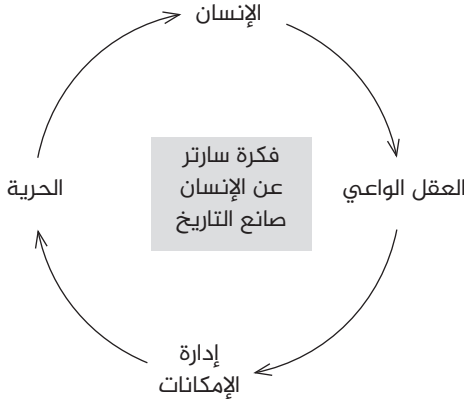 الإنسان
العقل الواعي
إدارة
الإمكانات
الحرية
فكرة سارتر
عن الإنسان
صانع التاريخ